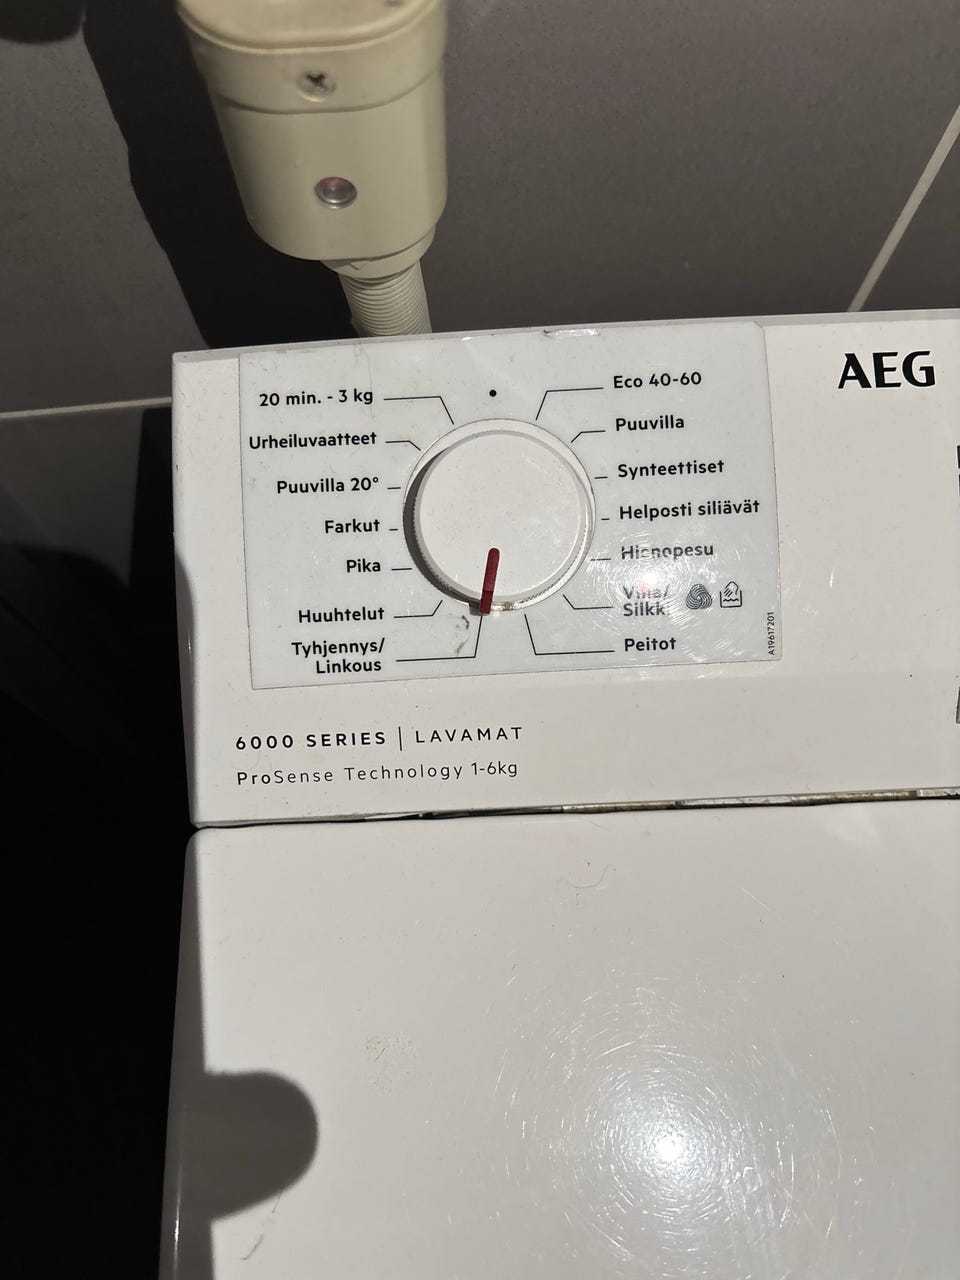 AEG
20 min. - 3 kg
Urheiluvaatteet
Puuvilla 20°
Farkut
Pika
Huuhtelut
Tyhjennys/
Linkous
Eco 40-60
Puuvilla
Synteettiset
Helposti siliävät
Hienopesu
Villa/
Silkki
Peitot
A19617201
6000 SERIES | LAVAMAT
ProSense Technology 1-6kg